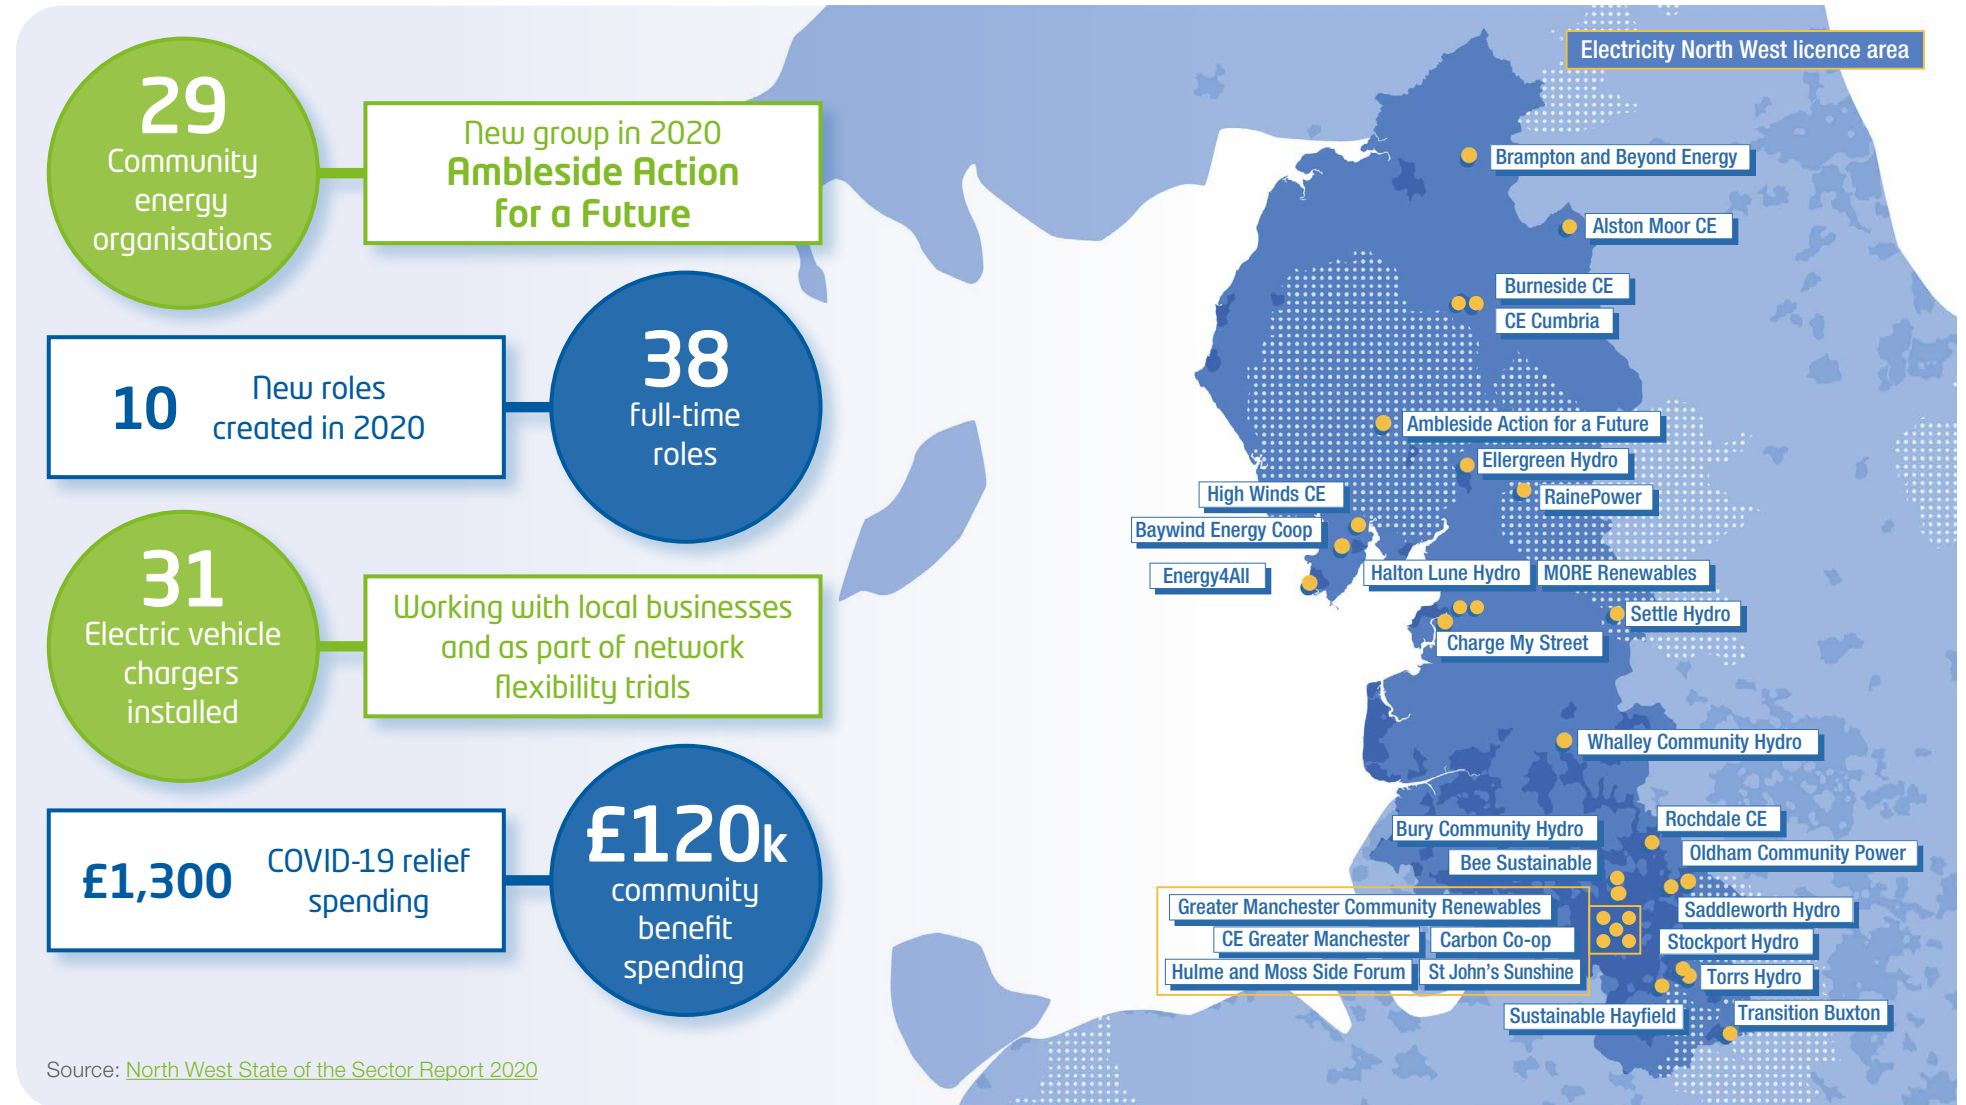 29
Community
energy
organisations
New group in 2020
Ambleside Action
for a Future
10
New roles
created in 2020
38
full-time
roles
31
Electric vehicle
chargers
installed
Working with local businesses
and as part of network
flexibility trials
£1,300
COVID-19 relief
spending
£120k
community
benefit
spending
Source: North West State of the Sector Report 2020
Electricity North West licence area
Brampton and Beyond Energy
Alston Moor CE
Burneside CE
CE Cumbria
Ambleside Action for a Future
Ellergreen Hydro
RainePower
High Winds CE
Baywind Energy Coop
Energy4All
Halton Lune Hydro
MORE Renewables
Settle Hydro
Charge My Street
Whalley Community Hydro
Rochdale CE
Bury Community Hydro
Oldham Community Power
Bee Sustainable
Greater Manchester Community Renewables
Saddleworth Hydro
CE Greater Manchester
Carbon Co-op
Stockport Hydro
Hulme and Moss Side Forum
St John's Sunshine
Torrs Hydro
Sustainable Hayfield
Transition Buxton